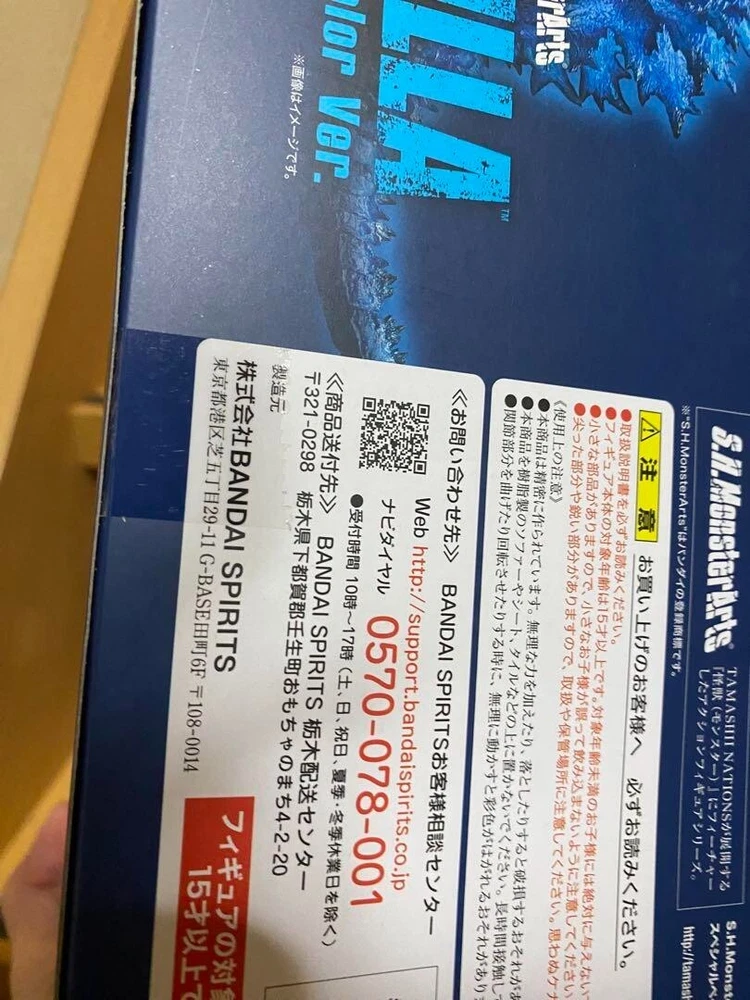 erArts
LLA™
olor Ver.
※画像はイメージです。
S.H.MonsterArts®
※"S.H.MonsterArts"はバンダイの登録商標です。
TAMASHII NATIONSが展開する
「怪獣(モンスター)」にフィーチャー
したアクションフィギュアシリーズ。
S.H.Monst
スペシャルペ
http://tamas
注意
お買い上げのお客様へ 必ずお読みください。
●取扱説明書を必ずお読みください。
●フィギュア本体の対象年齢は15才以上です。対象年齢未満のお子様には絶対に与えない
●小さな部品がありますので、小さなお子様が誤って飲み込まないように注意してください
●尖った部分や鋭い部分がありますので、取扱や保管場所に注意してください。思わぬケガ
《使用上の注意》
●本商品は精密に作られています。無理な力を加えたり、落としたりすると破損するおそれがあ
●本商品を樹脂製のソファーやシート、タイルなどの上に置かないでください。長時間接触して
●関節部分を曲げたり回転させたりする時に、無理に動かすと彩色がはがれるおそれがあり
《お問い合わせ先》 BANDAI SPIRITSお客様相談センター
Web http://support.bandaispirits.co.jp
ナビダイヤル 0570-078-001
●受付時間 10時~17時(土、日、祝日、夏季・冬季休業日を除く)
《商品送付先》 BANDAI SPIRITS 栃木配送センター
〒321-0298 栃木県下都賀郡壬生町おもちゃのまち4-2-20
製造元
株式会社BANDAI SPIRITS
東京都港区芝五丁目29-11 G-BASE田町6F 〒108-0014
フィギュアの対象
15才以上で